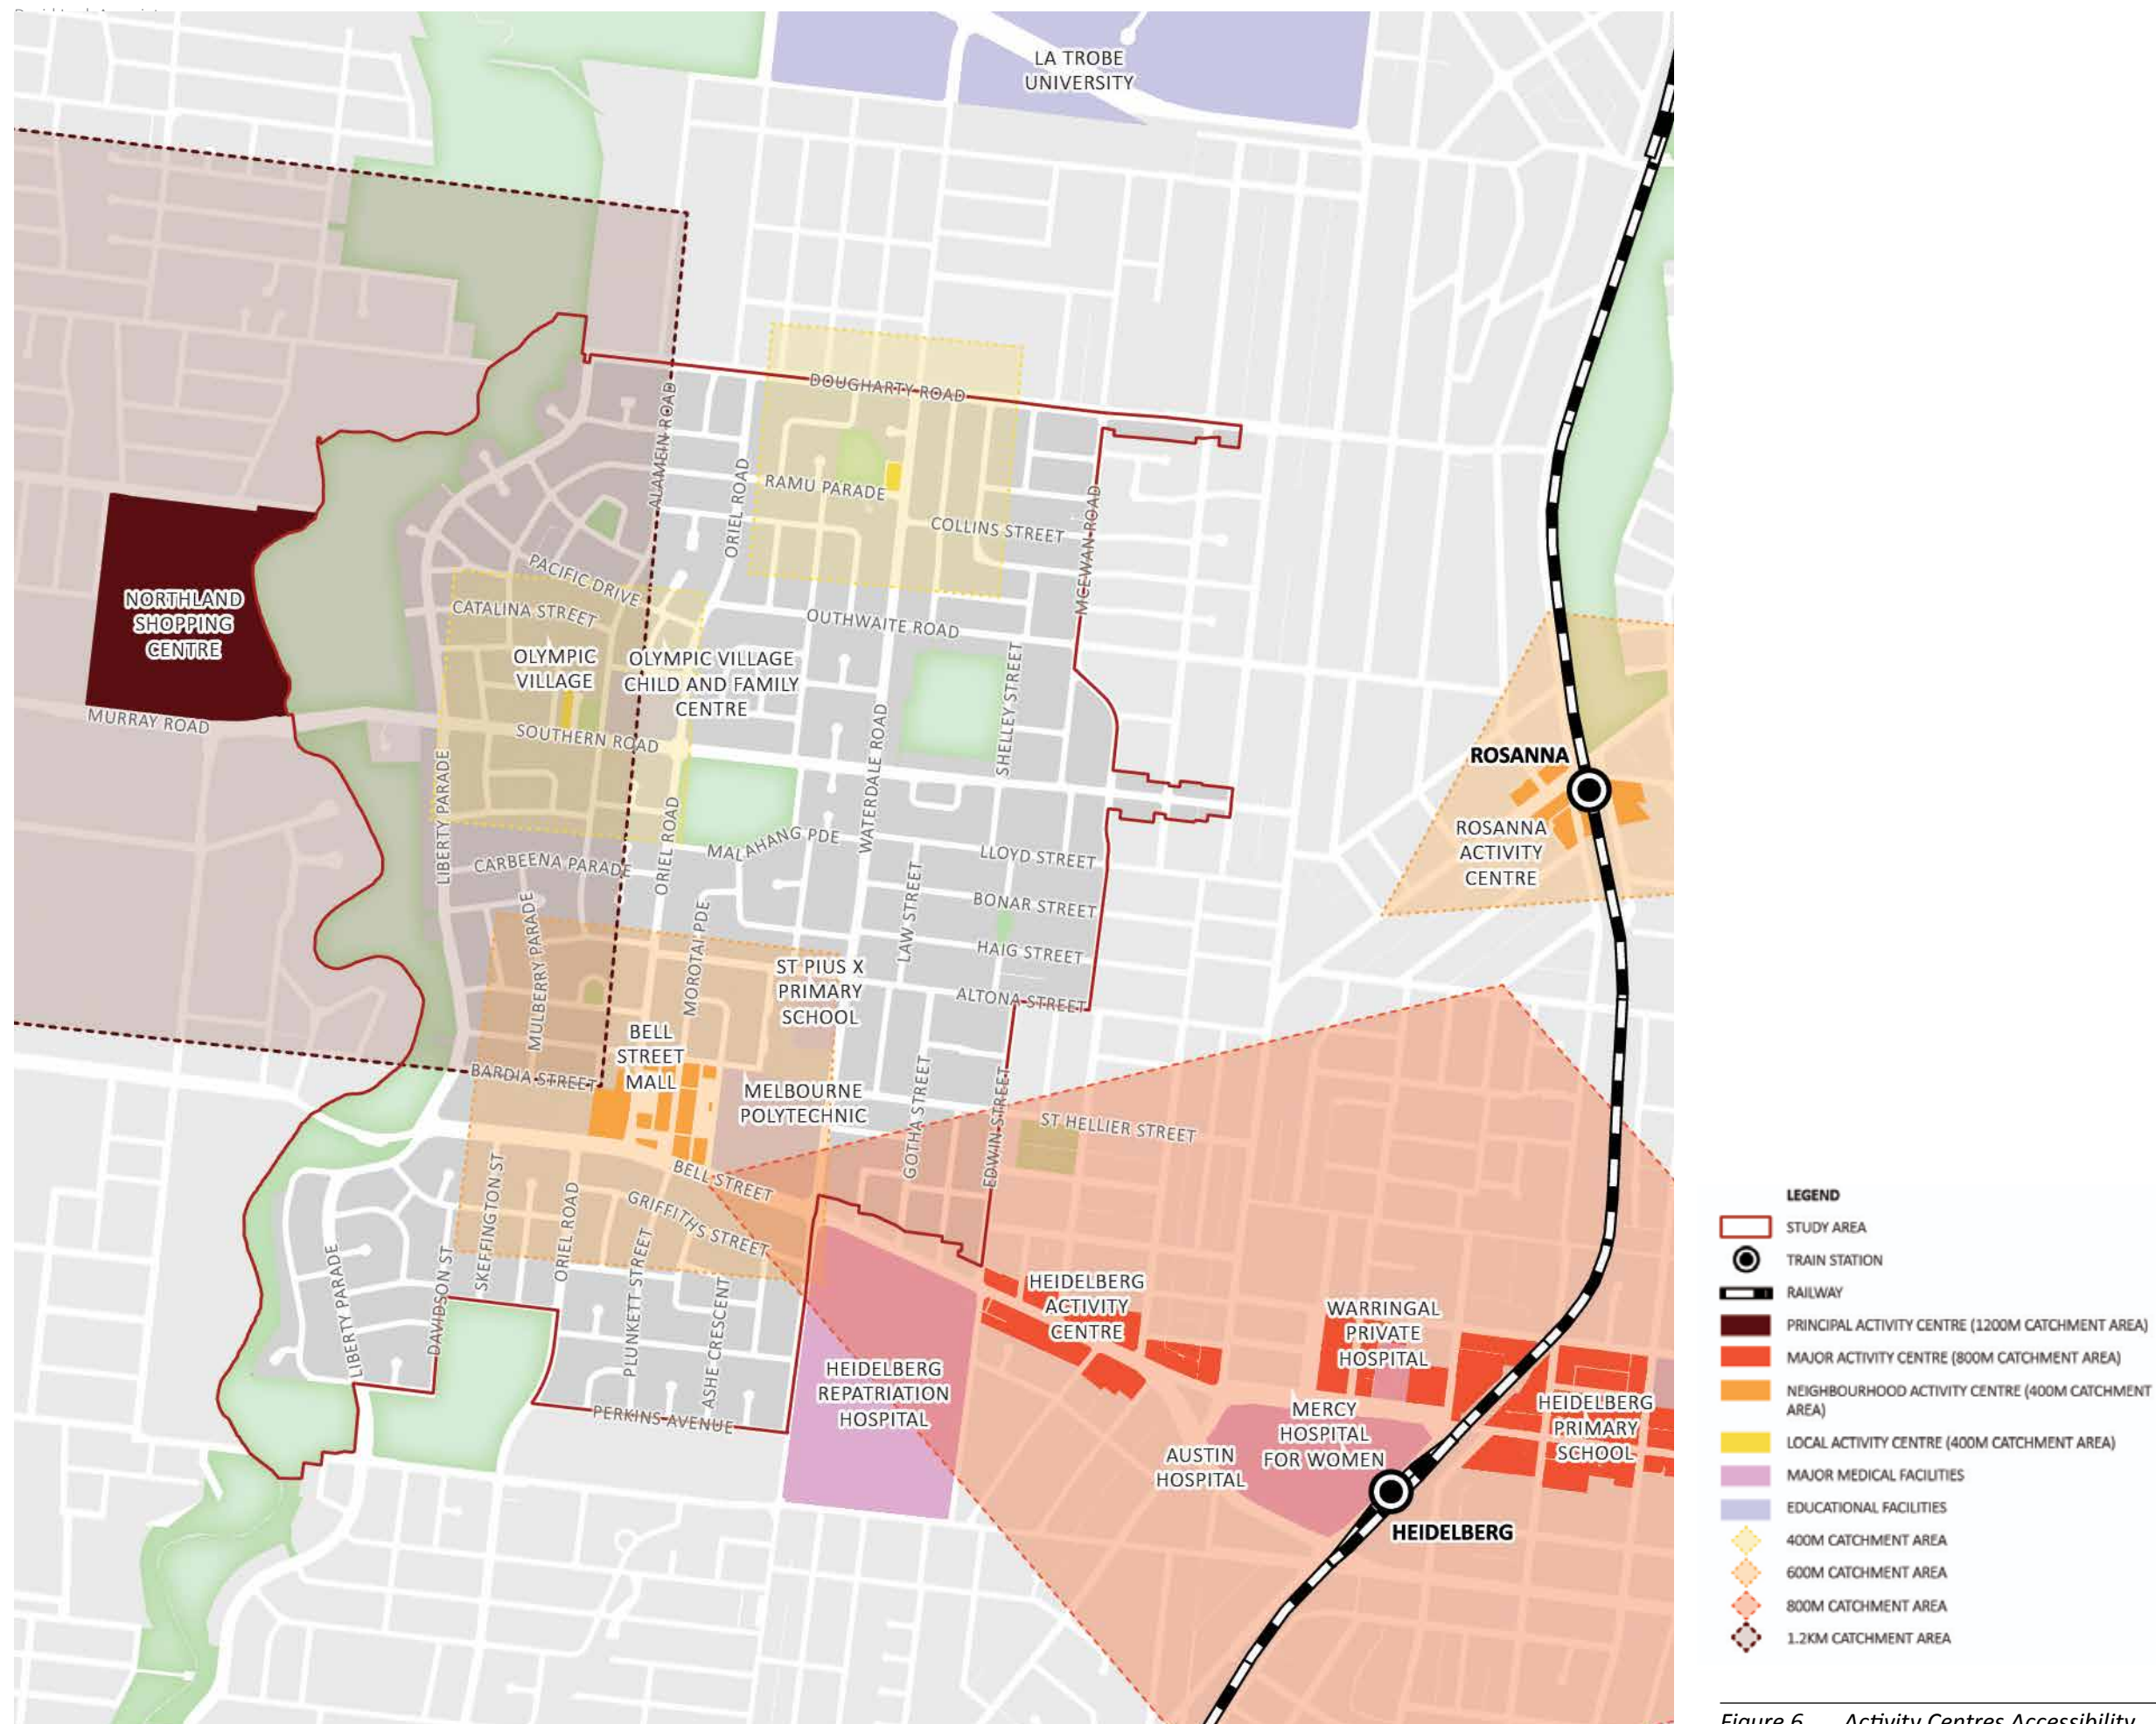 LA TROBE
UNIVERSITY
DOUGHARTY ROAD
ALAMEIN ROAD
ORIEL ROAD
RAMU PARADE
COLLINS STREET
MCEWAN ROAD
PACIFIC DRIVE
CATALINA STREET
OUTHWAITE ROAD
NORTHLAND
SHOPPING
CENTRE
MURRAY ROAD
OLYMPIC
VILLAGE
OLYMPIC VILLAGE
CHILD AND FAMILY
CENTRE
SOUTHERN ROAD
SHELLEY STREET
WATERDALE ROAD
LIBERTY PARADE
ORIEL ROAD
MALAHANG PDE
CARBEENA PARADE
LLOYD STREET
BONAR STREET
HAIG STREET
LAW STREET
ALTONA STREET
ROSANNA
ROSANNA
ACTIVITY
CENTRE
MULBERRY PARADE
MOROTAI PDE
ST PIUS X
PRIMARY
SCHOOL
BELL
STREET
MALL
BARDIA STREET
MELBOURNE
POLYTECHNIC
GOTHA STREET
EDWIN STREET
ST HELLIER STREET
BELL STREET
GRIFFITHS STREET
SKEFFINGTON ST
ORIEL ROAD
PLUNKETT STREET
ASHE CRESCENT
LIBERTY PARADE
DAVIDSON ST
PERKINS AVENUE
HEIDELBERG
REPATRIATION
HOSPITAL
HEIDELBERG
ACTIVITY
CENTRE
WARRINGAL
PRIVATE
HOSPITAL
MERCY
HOSPITAL
FOR WOMEN
AUSTIN
HOSPITAL
HEIDELBERG
PRIMARY
SCHOOL
HEIDELBERG
LEGEND
STUDY AREA
TRAIN STATION
RAILWAY
PRINCIPAL ACTIVITY CENTRE (1200M CATCHMENT AREA)
MAJOR ACTIVITY CENTRE (800M CATCHMENT AREA)
NEIGHBOURHOOD ACTIVITY CENTRE (400M CATCHMENT
AREA)
LOCAL ACTIVITY CENTRE (400M CATCHMENT AREA)
MAJOR MEDICAL FACILITIES
EDUCATIONAL FACILITIES
400M CATCHMENT AREA
600M CATCHMENT AREA
800M CATCHMENT AREA
1.2KM CATCHMENT AREA
Figure 6 Activity Centres Accessibility